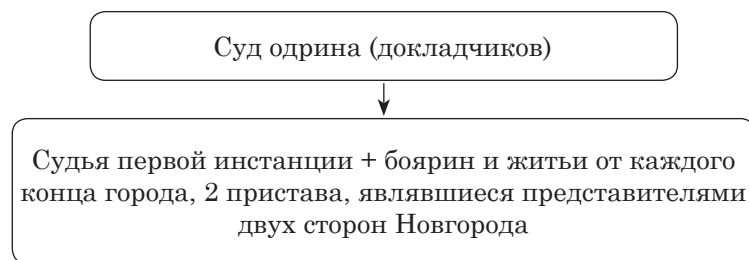 Суд одрина (докладчиков)
Судья первой инстанции + боярин и житьи от каждого
конца города, 2 пристава, являвшиеся представителями
двух сторон Новгорода